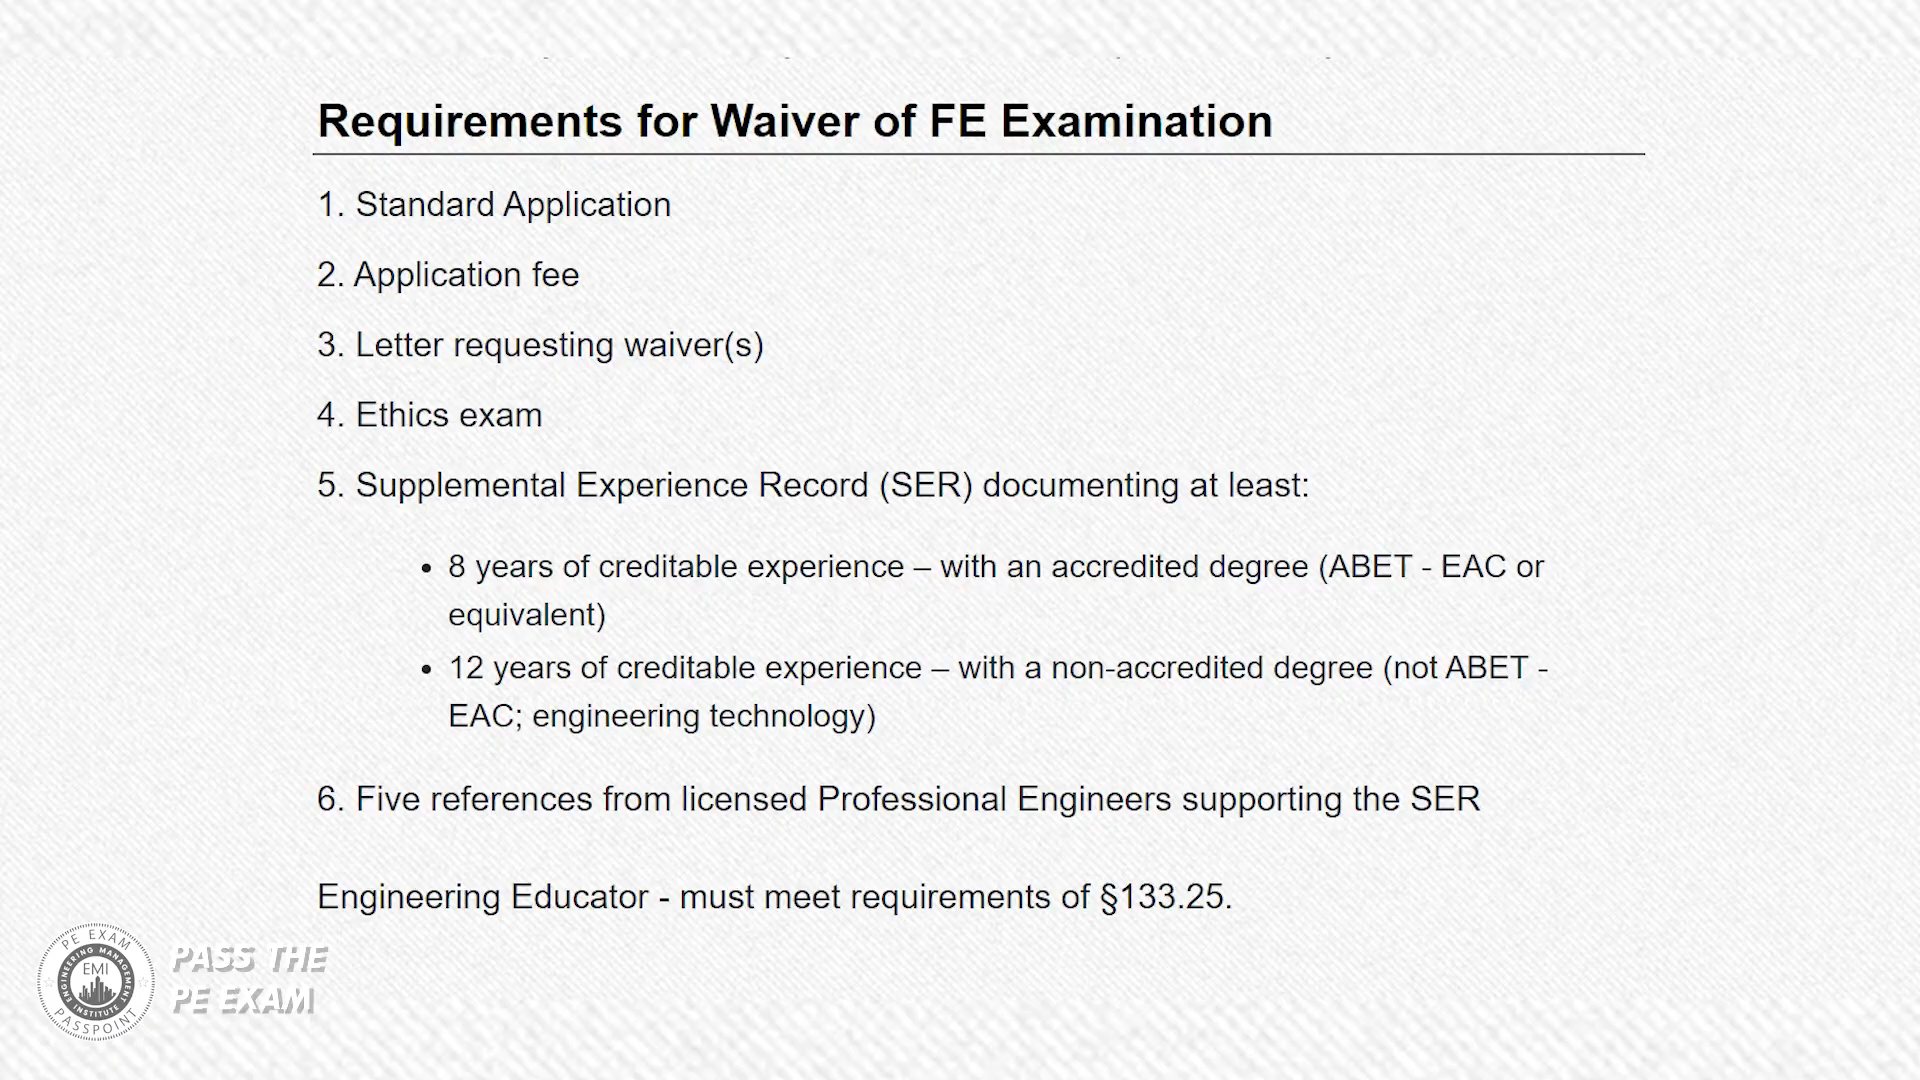 Requirements for Waiver of FE Examination
1. Standard Application
2. Application fee
3. Letter requesting waiver(s)
4. Ethics exam
5. Supplemental Experience Record (SER) documenting at least:
• 8 years of creditable experience – with an accredited degree (ABET - EAC or
equivalent)
• 12 years of creditable experience – with a non-accredited degree (not ABET -
EAC; engineering technology)
6. Five references from licensed Professional Engineers supporting the SER
Engineering Educator - must meet requirements of §133.25.
PE EXAM
ENGINEERING MANAGEMENT
EMI
INSTITUTE
PASSPOINT
PASS THE
PE EXAM